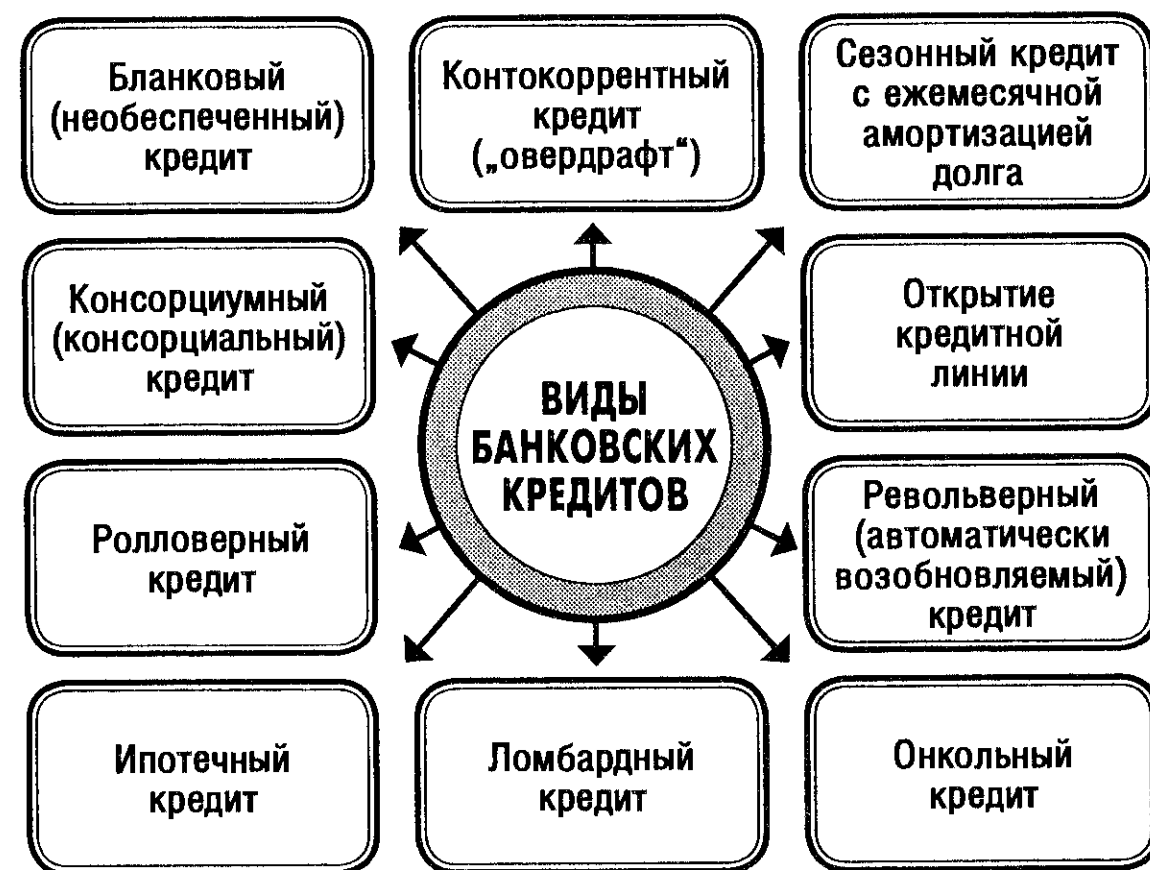 Бланковый
(необеспеченный)
кредит
Контокоррентный
кредит
(„овердрафт“)
Сезонный кредит
с ежемесячной
амортизацией
долга
Консорциумный
(консорциальный)
кредит
Открытие
кредитной
линии
ВИДЫ
БАНКОВСКИХ
КРЕДИТОВ
Ролловерный
кредит
Револьверный
(автоматически
возобновляемый)
кредит
Ипотечный
кредит
Ломбардный
кредит
Онкольный
кредит